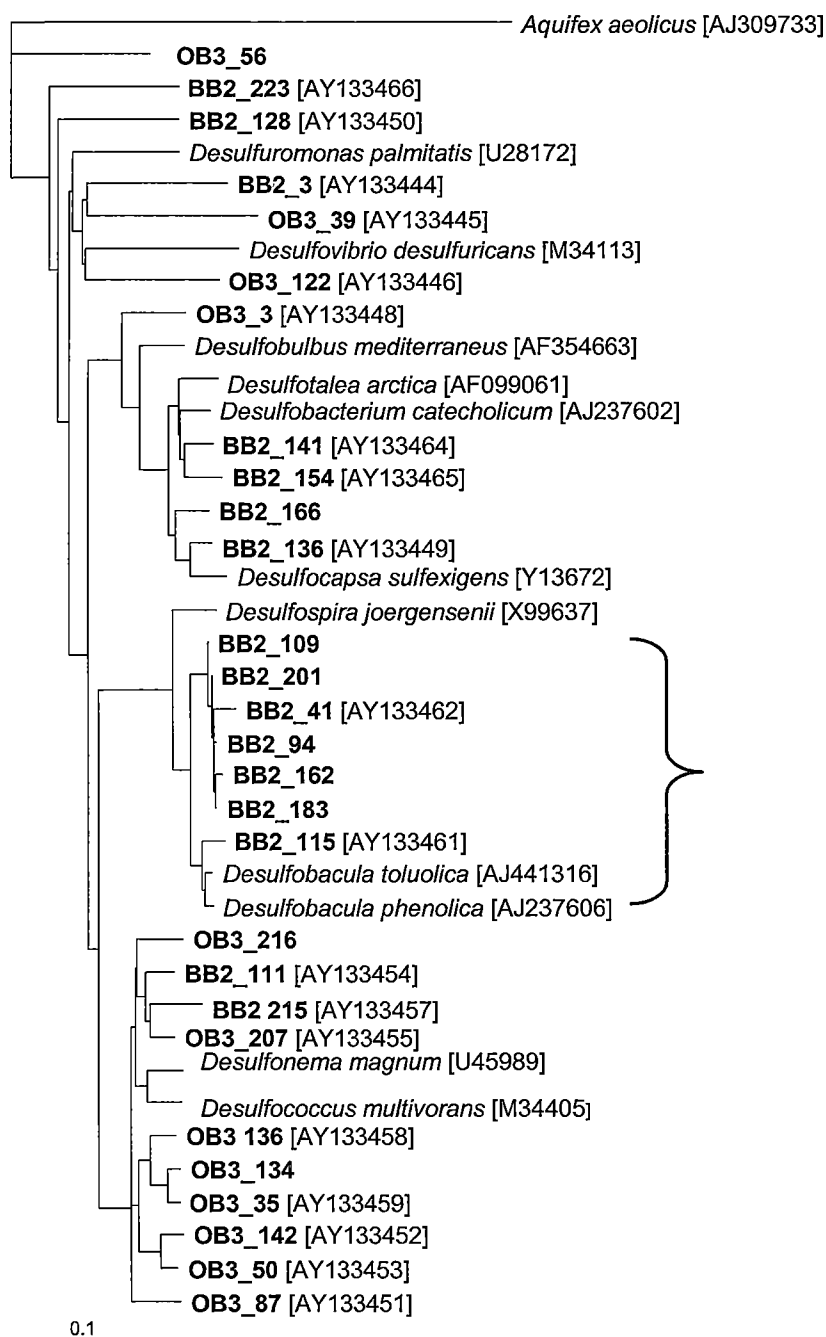 Aquifex aeolicus [AJ309733]
OB3_56
BB2_223 [AY133466]
BB2_128 [AY133450]
Desulfuromonas palmitatis [U28172]
BB2_3 [AY133444]
OB3_39 [AY133445]
Desulfovibrio desulfuricans [M34113]
OB3_122 [AY133446]
OB3_3 [AY133448]
Desulfobulbus mediterraneus [AF354663]
Desulfotalea arctica [AF099061]
Desulfobacterium catecholicum [AJ237602]
BB2_141 [AY133464]
BB2_154 [AY133465]
BB2_166
BB2_136 [AY133449]
Desulfocapsa sulfexigens [Y13672]
Desulfospira joergensenii [X99637]
BB2_109
BB2_201
BB2_41 [AY133462]
BB2_94
BB2_162
BB2_183
BB2_115 [AY133461]
Desulfobacula toluolica [AJ441316]
Desulfobacula phenolica [AJ237606]
OB3_216
BB2_111 [AY133454]
BB2 215 [AY133457]
OB3_207 [AY133455]
Desulfonema magnum [U45989]
Desulfococcus multivorans [M34405]
OB3 136 [AY133458]
OB3_134
OB3_35 [AY133459]
OB3_142 [AY133452]
OB3_50 [AY133453]
OB3_87 [AY133451]
0.1